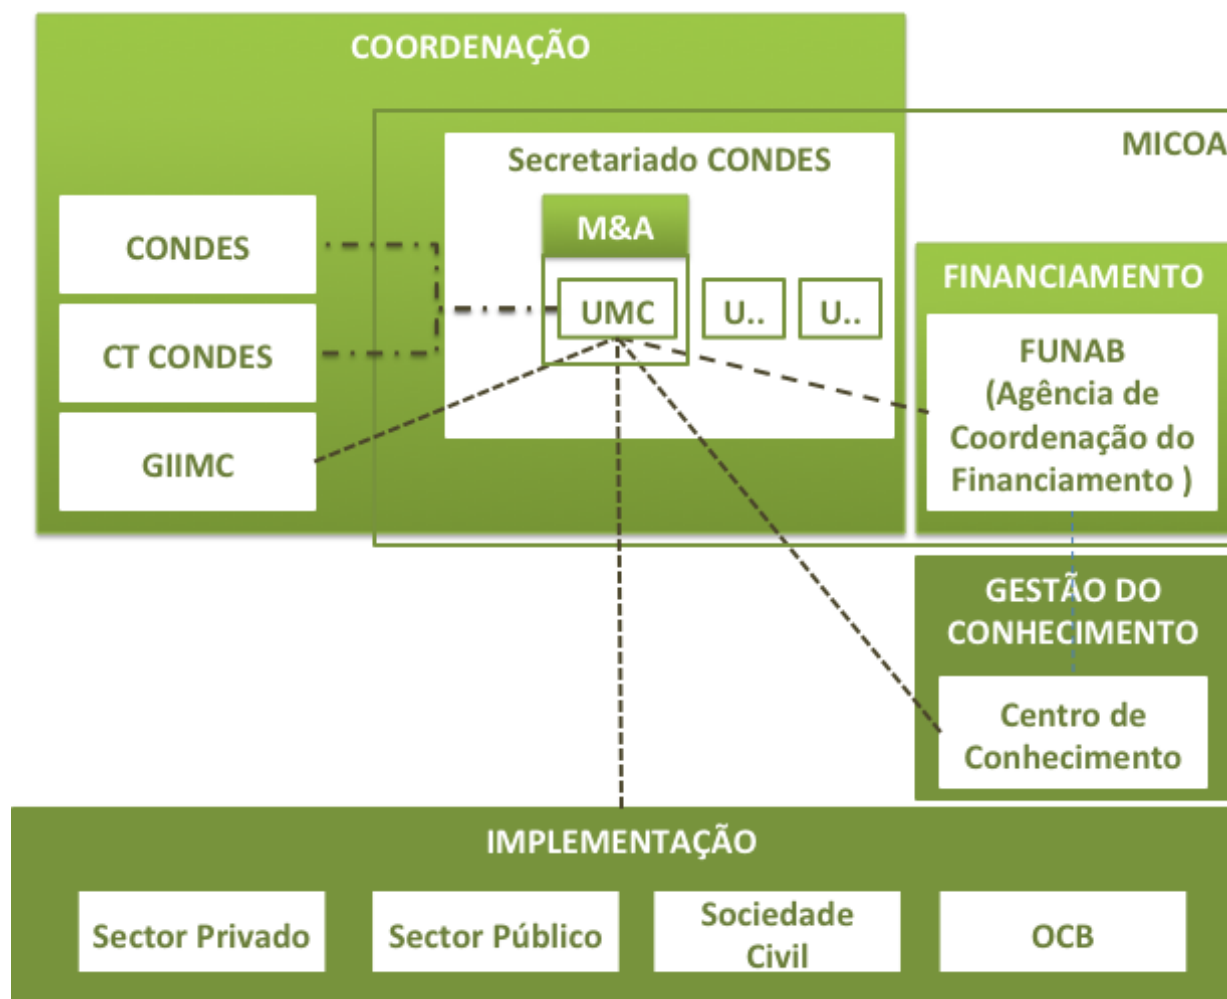 COORDENAÇÃO
MICOA
Secretariado CONDES
M&A
CONDES
UMC
U..
U..
CT CONDES
GIIMC
FINANCIAMENTO
FUNAB
(Agência de
Coordenação do
Financiamento )
GESTÃO DO
CONHECIMENTO
Centro de
Conhecimento
IMPLEMENTAÇÃO
Sector Privado
Sector Público
Sociedade
Civil
OCB